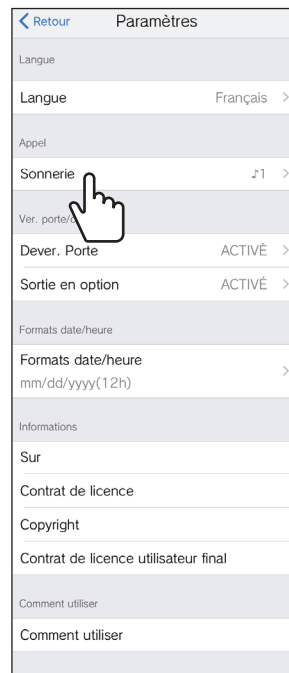 Retour Paramètres
Langue
Langue Français
Appel
Sonnerie ♪1
Ver. porte/
Dever. Porte ACTIVÉ
Sortie en option ACTIVÉ
Formats date/heure
Formats date/heure
mm/dd/yyyy(12h)
Informations
Sur
Contrat de licence
Copyright
Contrat de licence utilisateur final
Comment utiliser
Comment utiliser